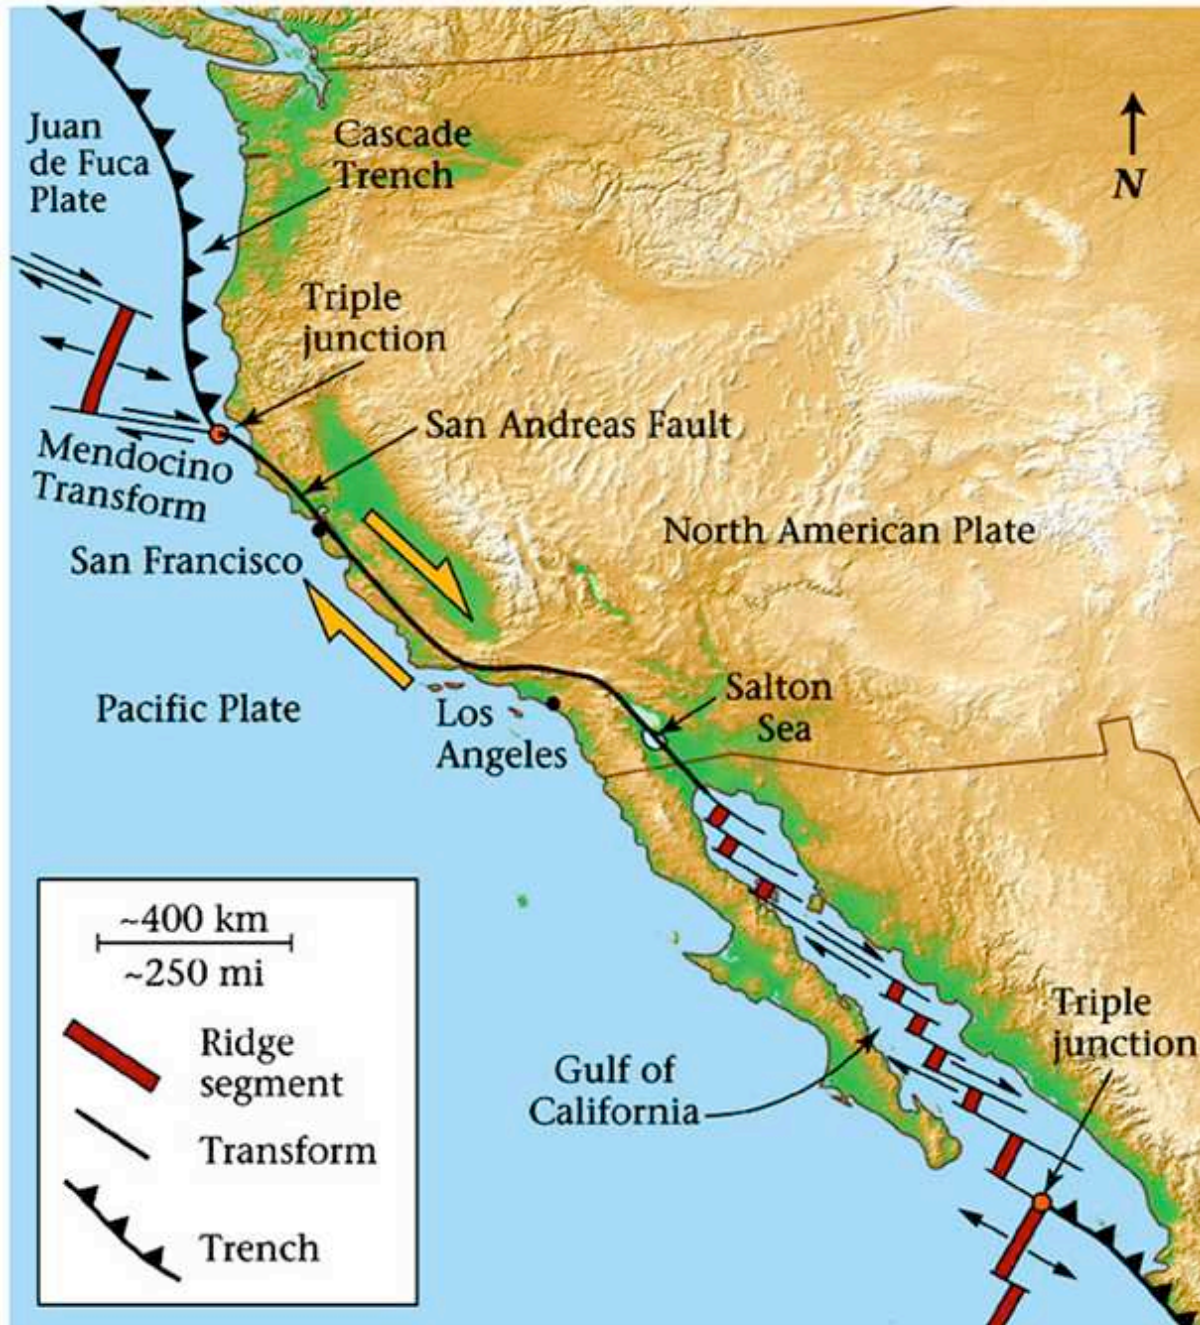 Juan
de Fuca
Plate
Cascade
Trench
N
Triple
junction
San Andreas Fault
Mendocino
Transform
San Francisco
North American Plate
Pacific Plate
Los
Angeles
Salton
Sea
~400 km
~250 mi
Ridge
segment
Transform
Trench
Gulf of
California
Triple
junction